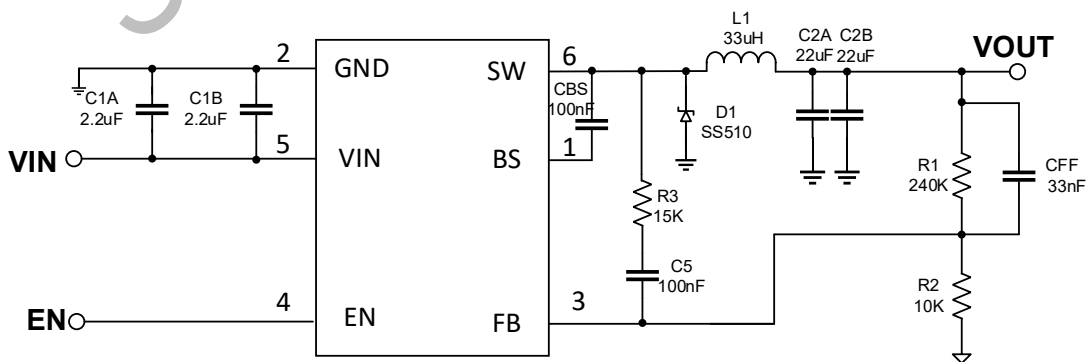 2
GND
SW
6
L1
33uH
C2A
22uF
C2B
22uF
VOUT
C1A
2.2uF
C1B
2.2uF
CBS
100nF
D1
SS510
VIN
5
VIN
BS
1
R3
15K
R1
240K
CFF
33nF
C5
100nF
R2
10K
EN
4
EN
FB
3